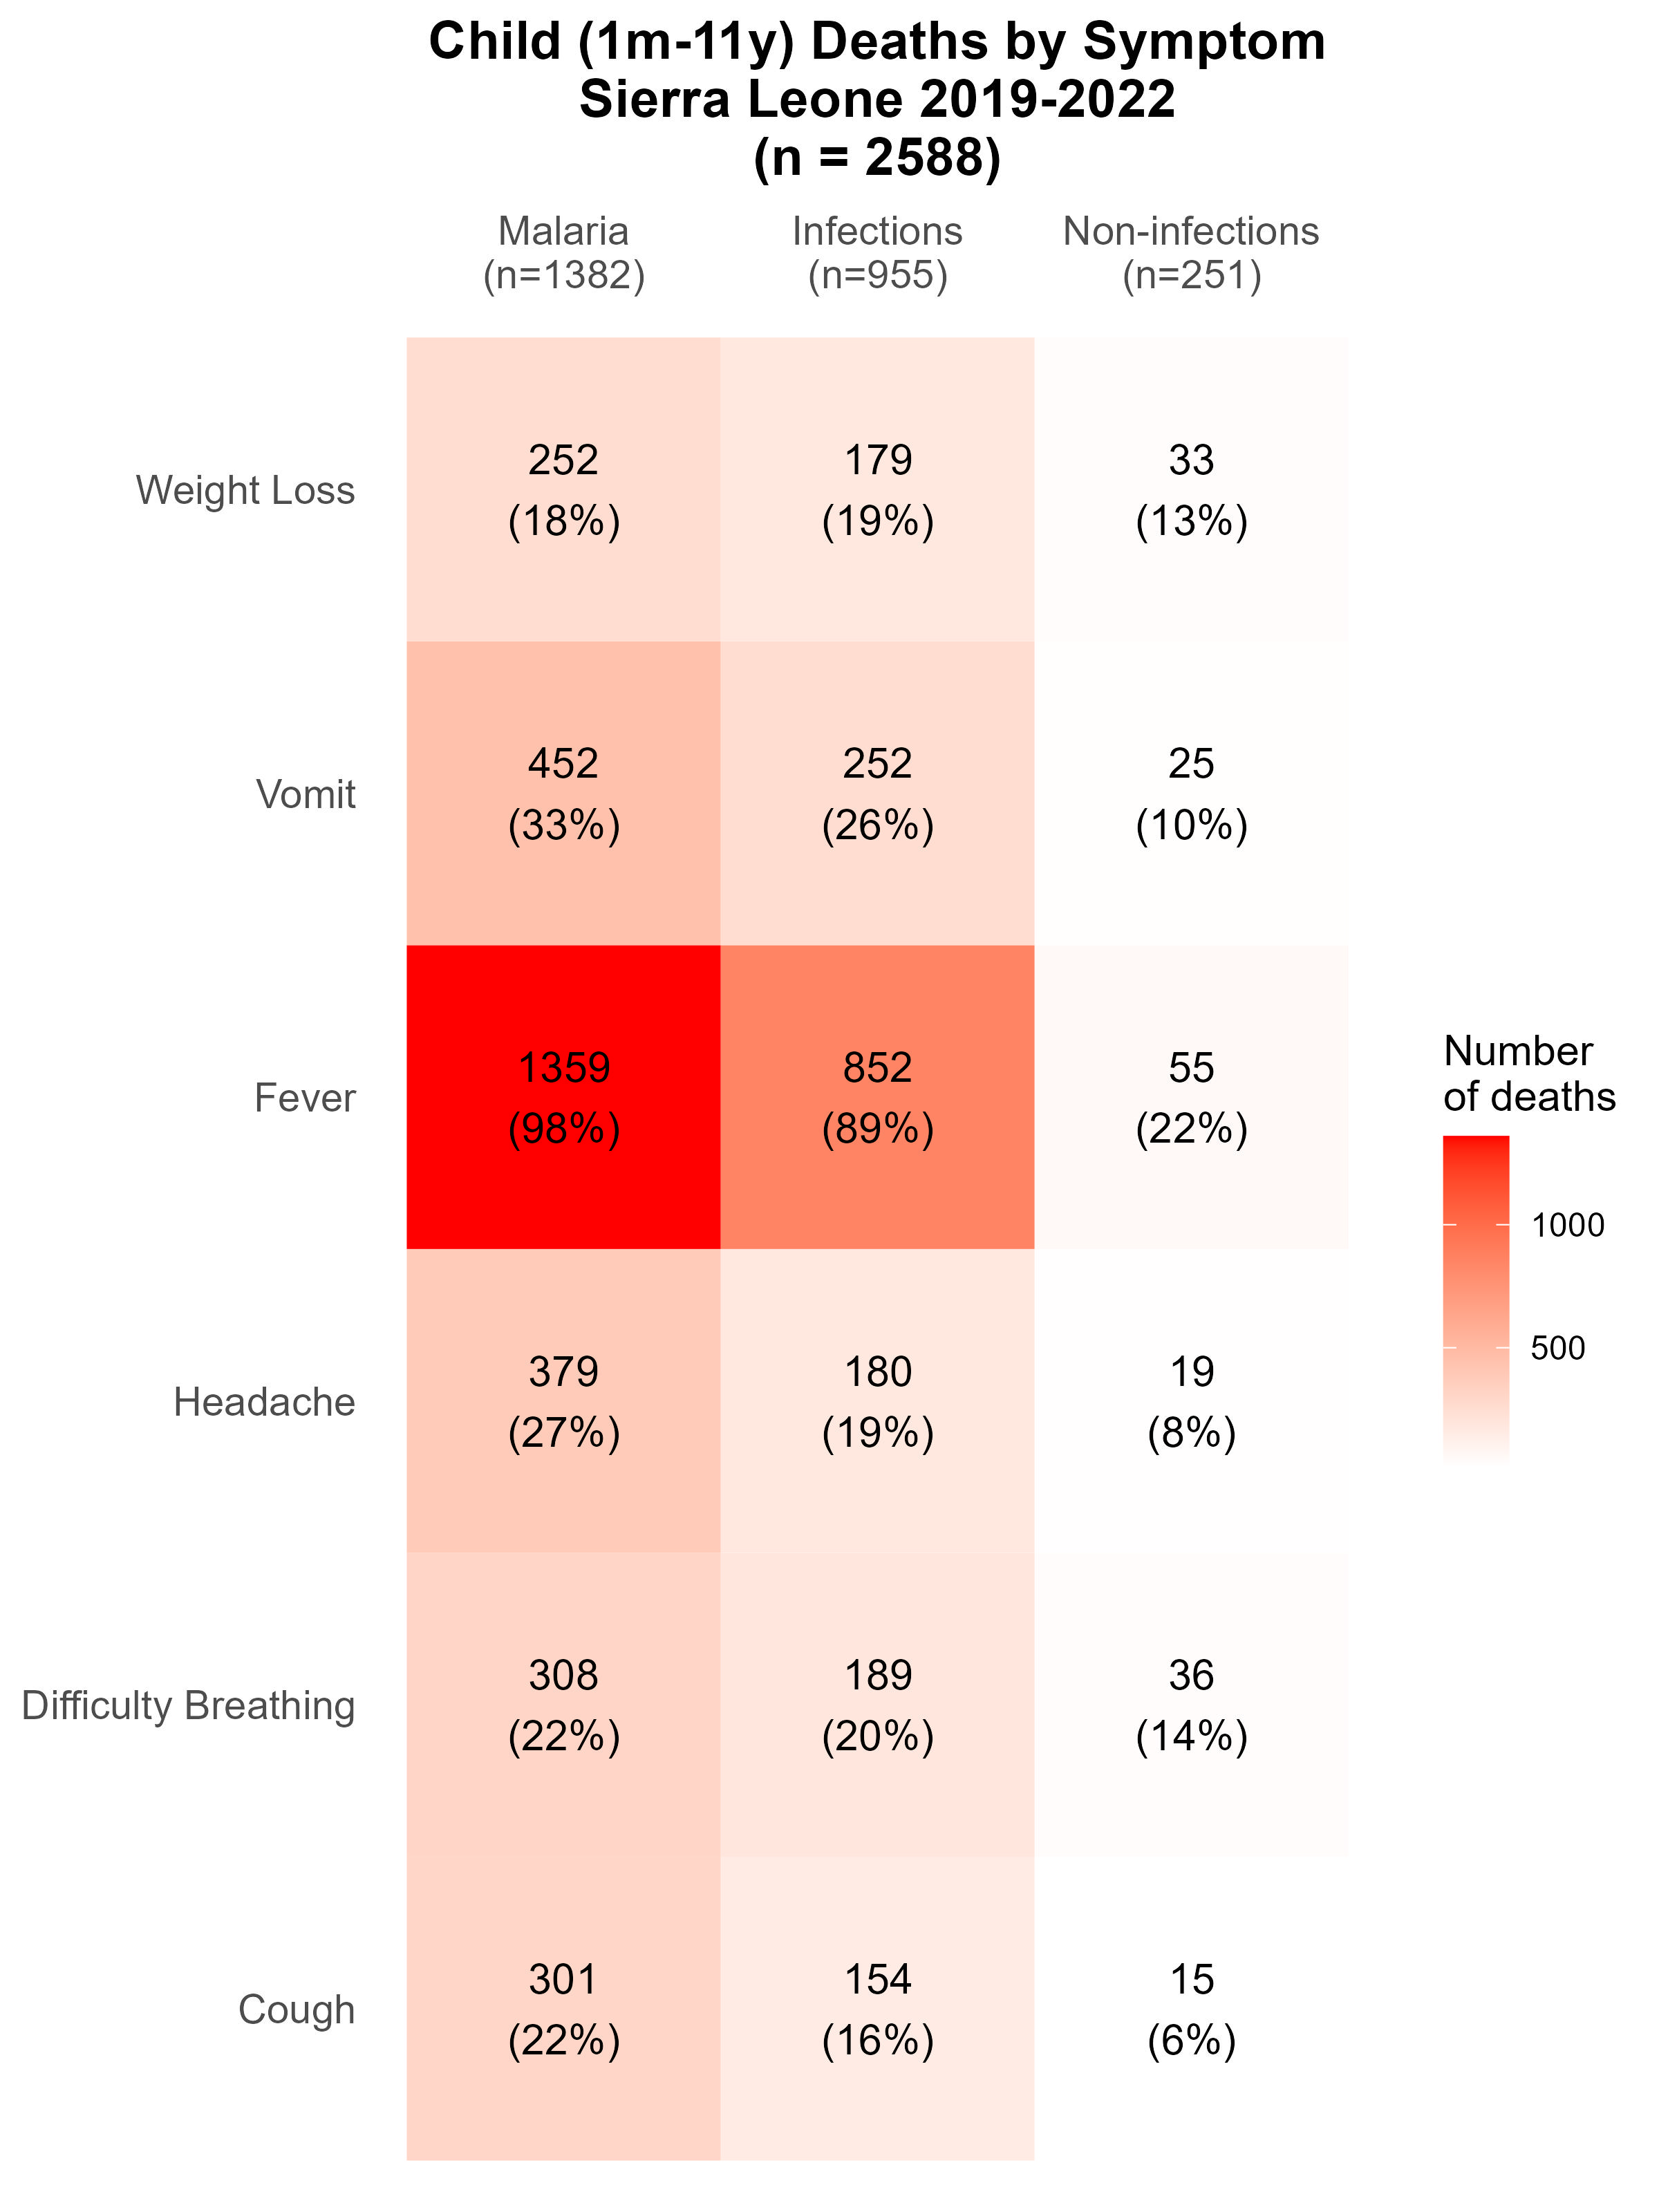 Child (1m-11y) Deaths by Symptom
Sierra Leone 2019-2022
(n = 2588)
Malaria
(n=1382)
Infections
(n=955)
Non-infections
(n=251)
Weight Loss
252
(18%)
179
(19%)
33
(13%)
Vomit
452
(33%)
252
(26%)
25
(10%)
Fever
1359
(98%)
852
(89%)
55
(22%)
Headache
379
(27%)
180
(19%)
19
(8%)
Difficulty Breathing
308
(22%)
189
(20%)
36
(14%)
Cough
301
(22%)
154
(16%)
15
(6%)
Number
of deaths
1000
500